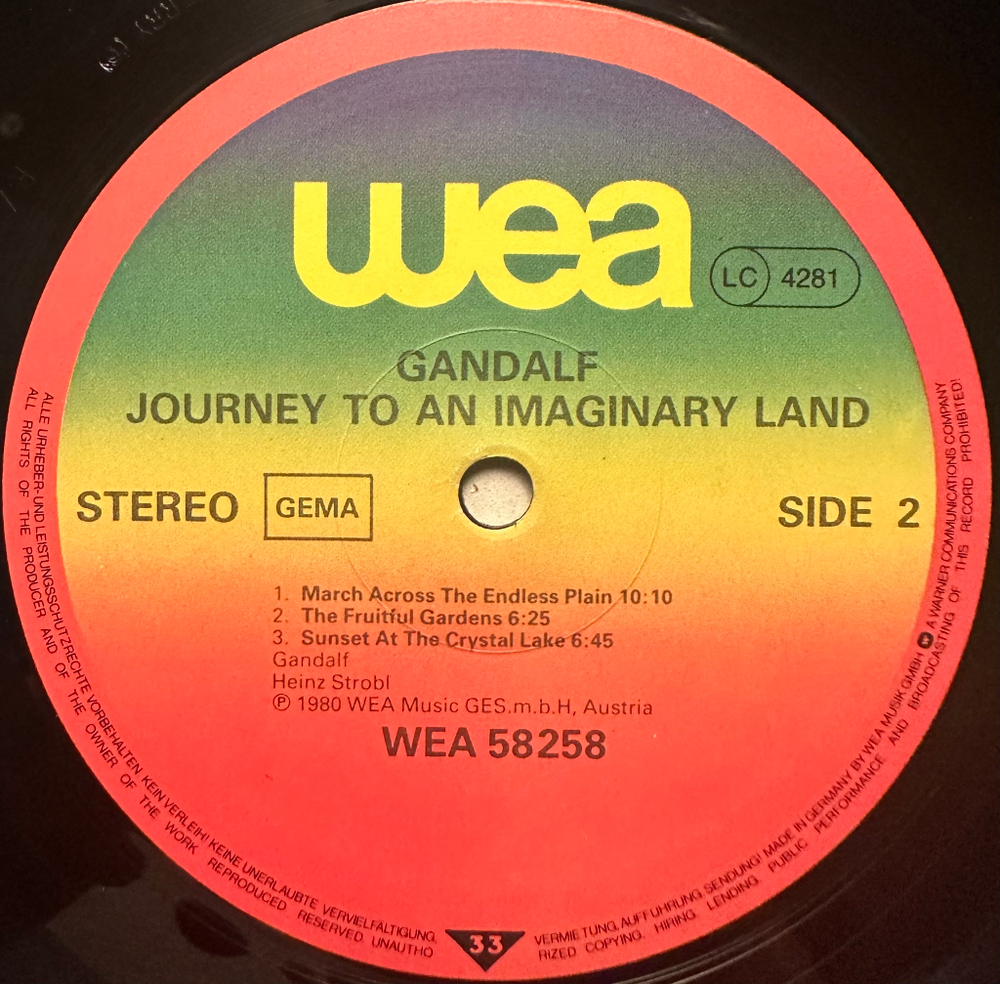 wea
LC 4281
GANDALF
JOURNEY TO AN IMAGINARY LAND
STEREO GEMA SIDE 2
1. March Across The Endless Plain 10:10
2. The Fruitful Gardens 6:25
3. Sunset At The Crystal Lake 6:45
Gandalf
Heinz Strobl
℗ 1980 WEA Music GES.m.b.H, Austria
WEA 58258
ALLE URHEBER- UND LEISTUNGSSCHUTZRECHTE VORBEHALTEN KEIN VERLEIH! KEINE UNERLAUBTE VERVIELFÄLTIGUNG, VERMIETUNG, AUFFÜHRUNG, SENDUNG! MADE IN GERMANY BY WEA MUSIK GMBH W A WARNER COMMUNICATIONS COMPANY
ALL RIGHTS OF THE PRODUCER AND OF THE OWNER OF THE WORK REPRODUCED RESERVED UNAUTHORIZED COPYING, HIRING, LENDING, PUBLIC PERFORMANCE AND BROADCASTING OF THIS RECORD PROHIBITED!
33